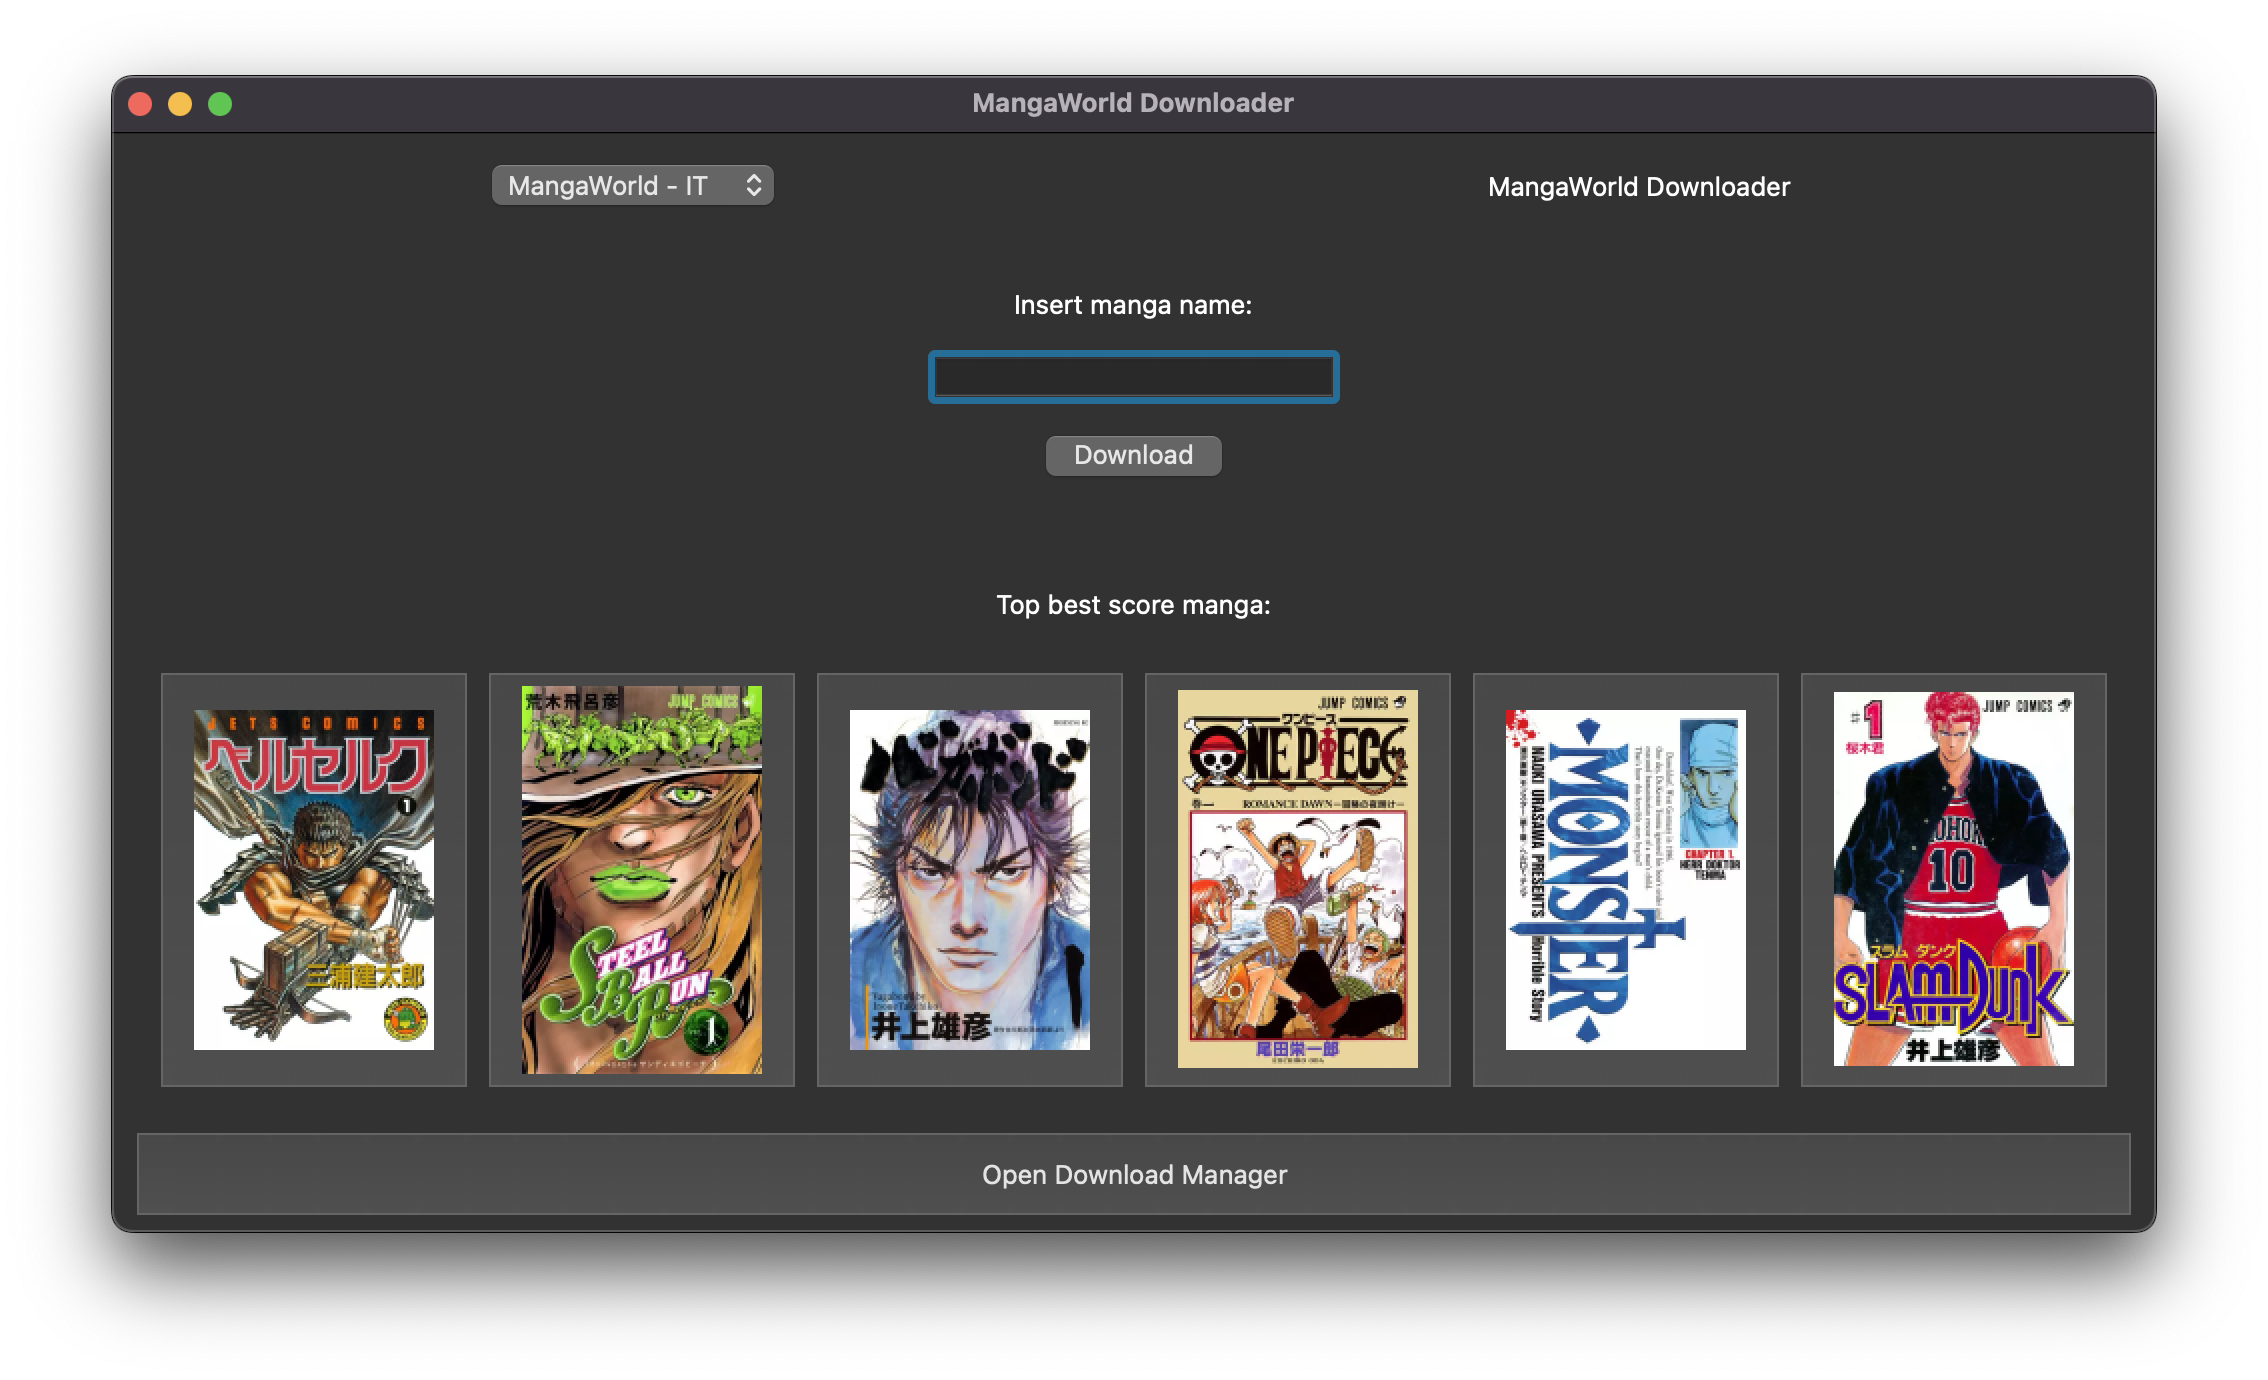 MangaWorld Downloader
MangaWorld - IT
MangaWorld Downloader
Insert manga name:
Download
Top best score manga:
JETS COMICS
ベルセルク
1
三浦建太郎
荒木飛呂彦
JUMP COMICS
STEEL
BALL
RUN
1
バガボンド
Vagabond by
井上雄彦
JUMP COMICS
ワンピース
ONE PIECE
巻一
ROMANCE DAWN
尾田栄一郎
MONSTER
NAOKI URASAWA PRESENTS
Horrible Story
CHAPTER 1.
HERR DOKTOR
TENMA
#1
桜木君
JUMP COMICS
10
スラムダンク
SLAM DUNK
井上雄彦
Open Download Manager